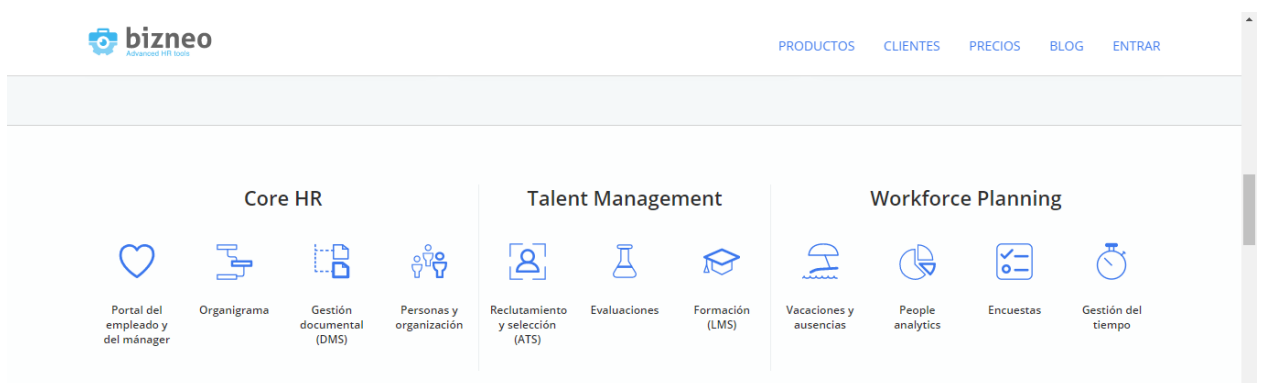 bizneo
Advanced HR tools
PRODUCTOS CLIENTES PRECIOS BLOG ENTRAR
Core HR
Portal del
empleado y
del mánager
Organigrama
Gestión
documental
(DMS)
Personas y
organización
Talent Management
Reclutamiento
y selección
(ATS)
Evaluaciones
Formación
(LMS)
Workforce Planning
Vacaciones y
ausencias
People
analytics
Encuestas
Gestión del
tiempo